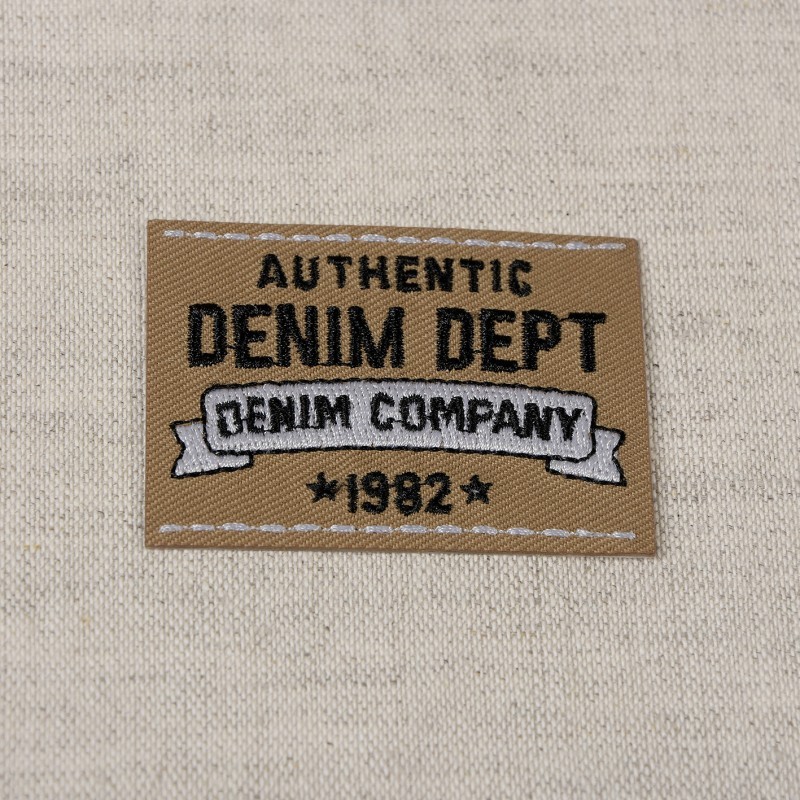 AUTHENTIC
DENIM DEPT
DENIM COMPANY
★1982★